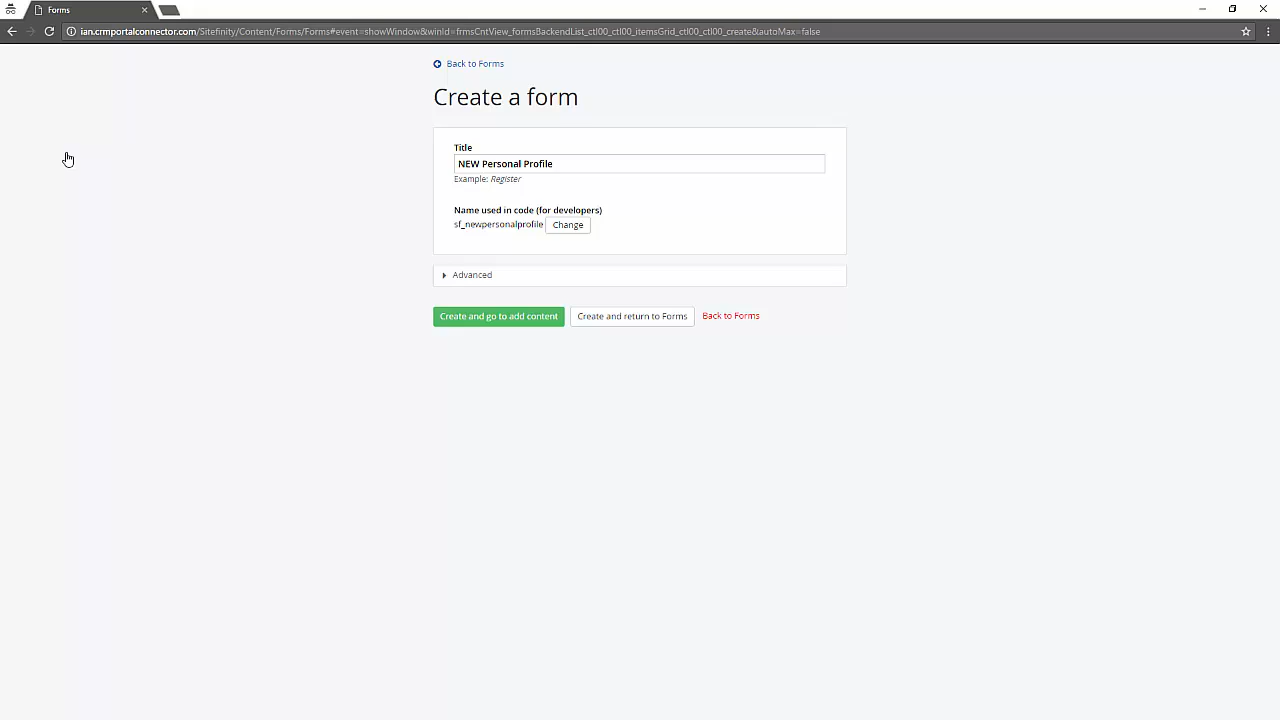 Forms
ian.crmportalconnector.com/Sitefinity/Content/Forms/Forms#event=showWindow&winId=frmsCntView_formsBackendList_ctl00_ctl00_itemsGrid_ctl00_ctl00_create&autoMax=false
Back to Forms
Create a form
Title
NEW Personal Profile
Example: Register
Name used in code (for developers)
sf_newpersonalprofile Change
Advanced
Create and go to add content Create and return to Forms Back to Forms